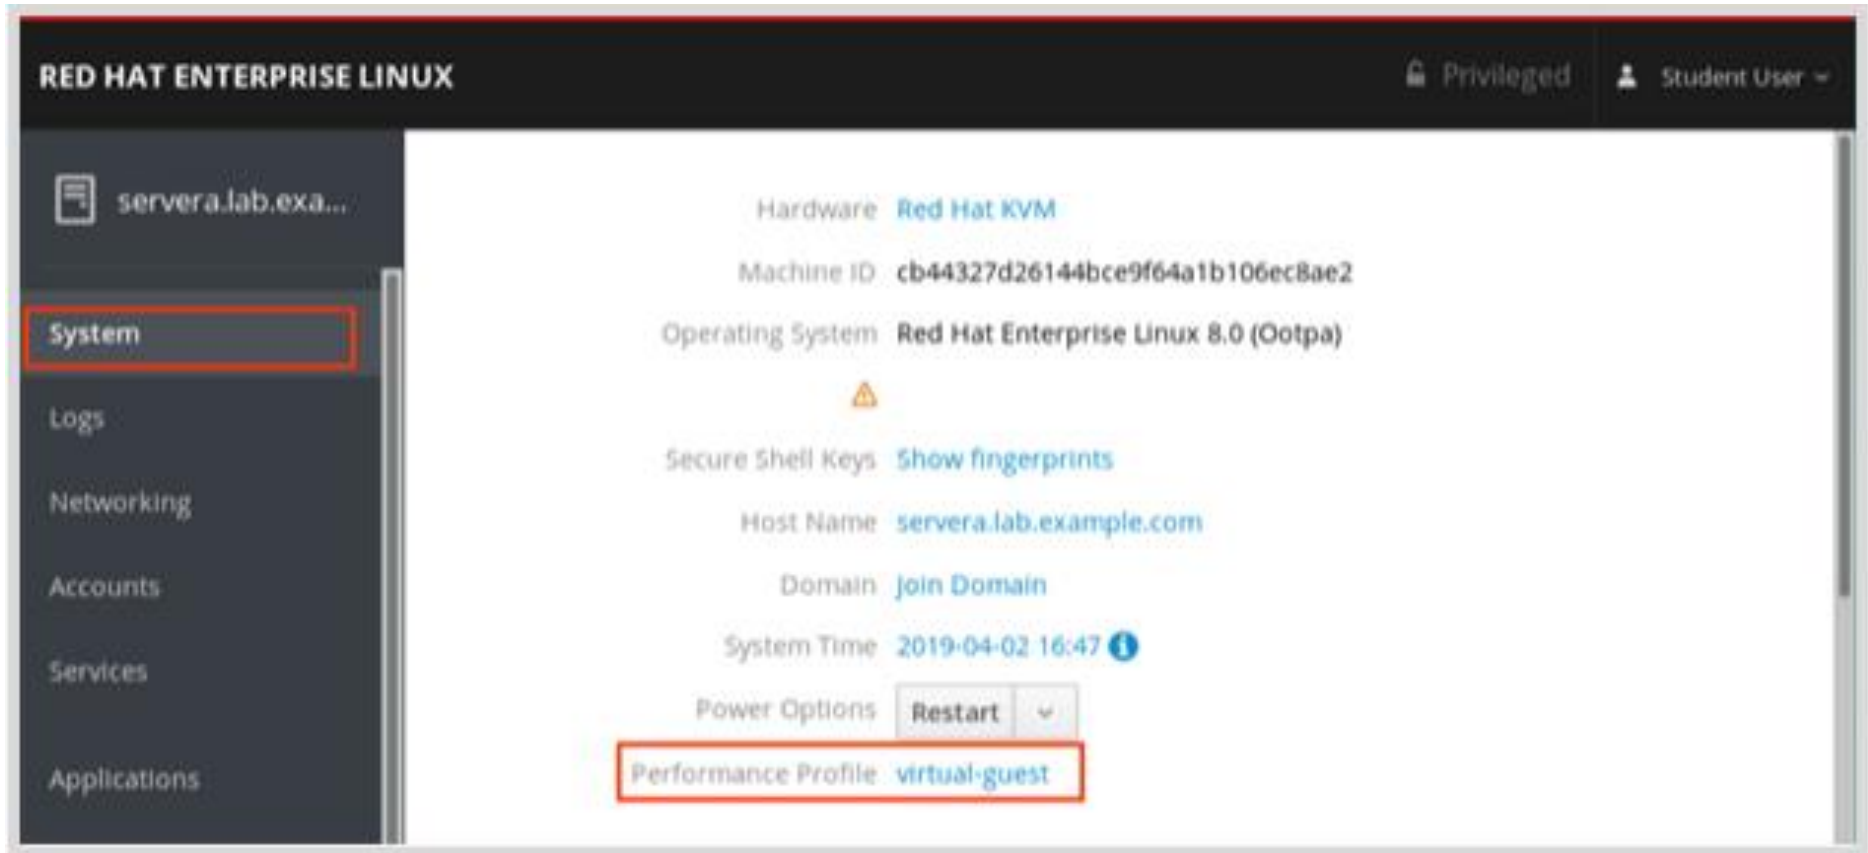 RED HAT ENTERPRISE LINUX
Privileged
Student User
servera.lab.exa...
System
Logs
Networking
Accounts
Services
Applications
Hardware Red Hat KVM
Machine ID cb44327d26144bce9f64a1b106ec8ae2
Operating System Red Hat Enterprise Linux 8.0 (Ootpa)
Secure Shell Keys Show fingerprints
Host Name servera.lab.example.com
Domain Join Domain
System Time 2019-04-02 16:47
Power Options Restart
Performance Profile virtual-guest